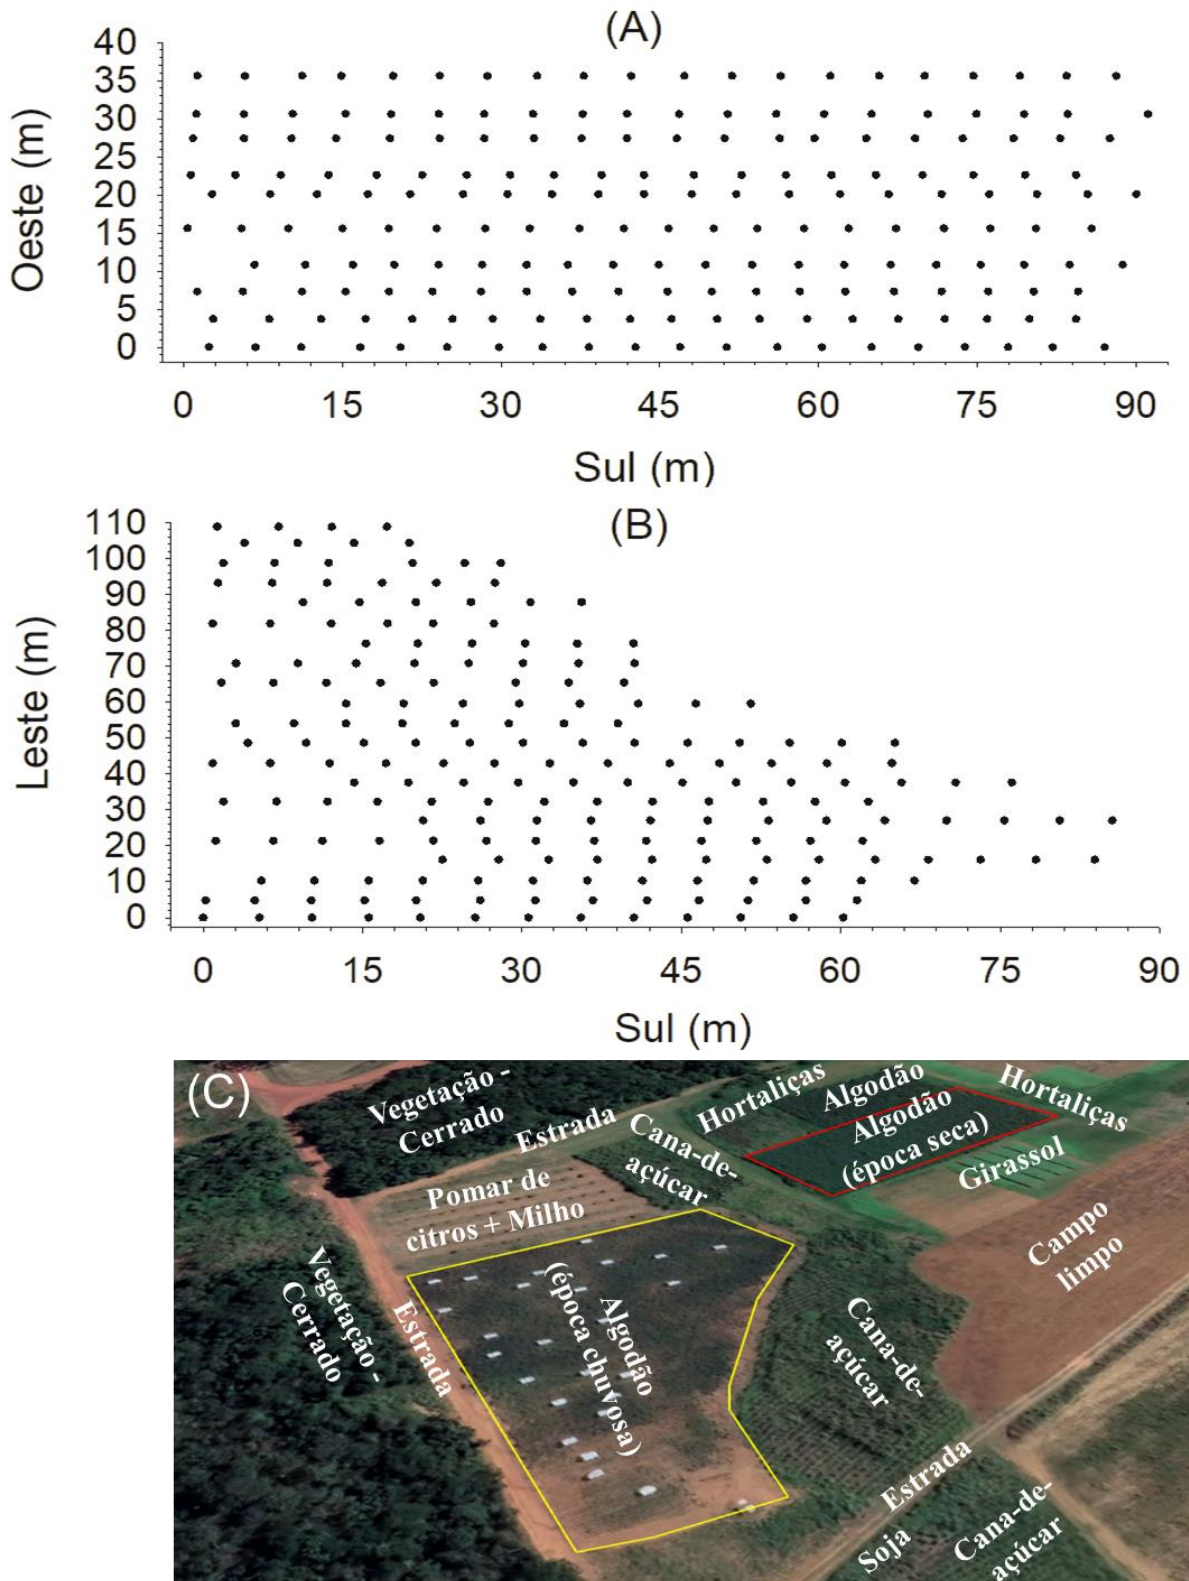 (A)
40
35
30
25
20
15
10
5
0
Oeste (m)
0 15 30 45 60 75 90
Sul (m)
(B)
110
100
90
80
70
60
50
40
30
20
10
0
Leste (m)
0 15 30 45 60 75 90
Sul (m)
(C)
Vegetação -
Cerrado
Estrada
Hortaliças
Algodão
Hortaliças
Algodão
(época seca)
Cana-de-
açúcar
Girassol
Pomar de
citros + Milho
Campo
limpo
Vegetação -
Cerrado
Estrada
Algodão
(época chuvosa)
Cana-de-
açúcar
Estrada
Soja
Cana-de-
açúcar